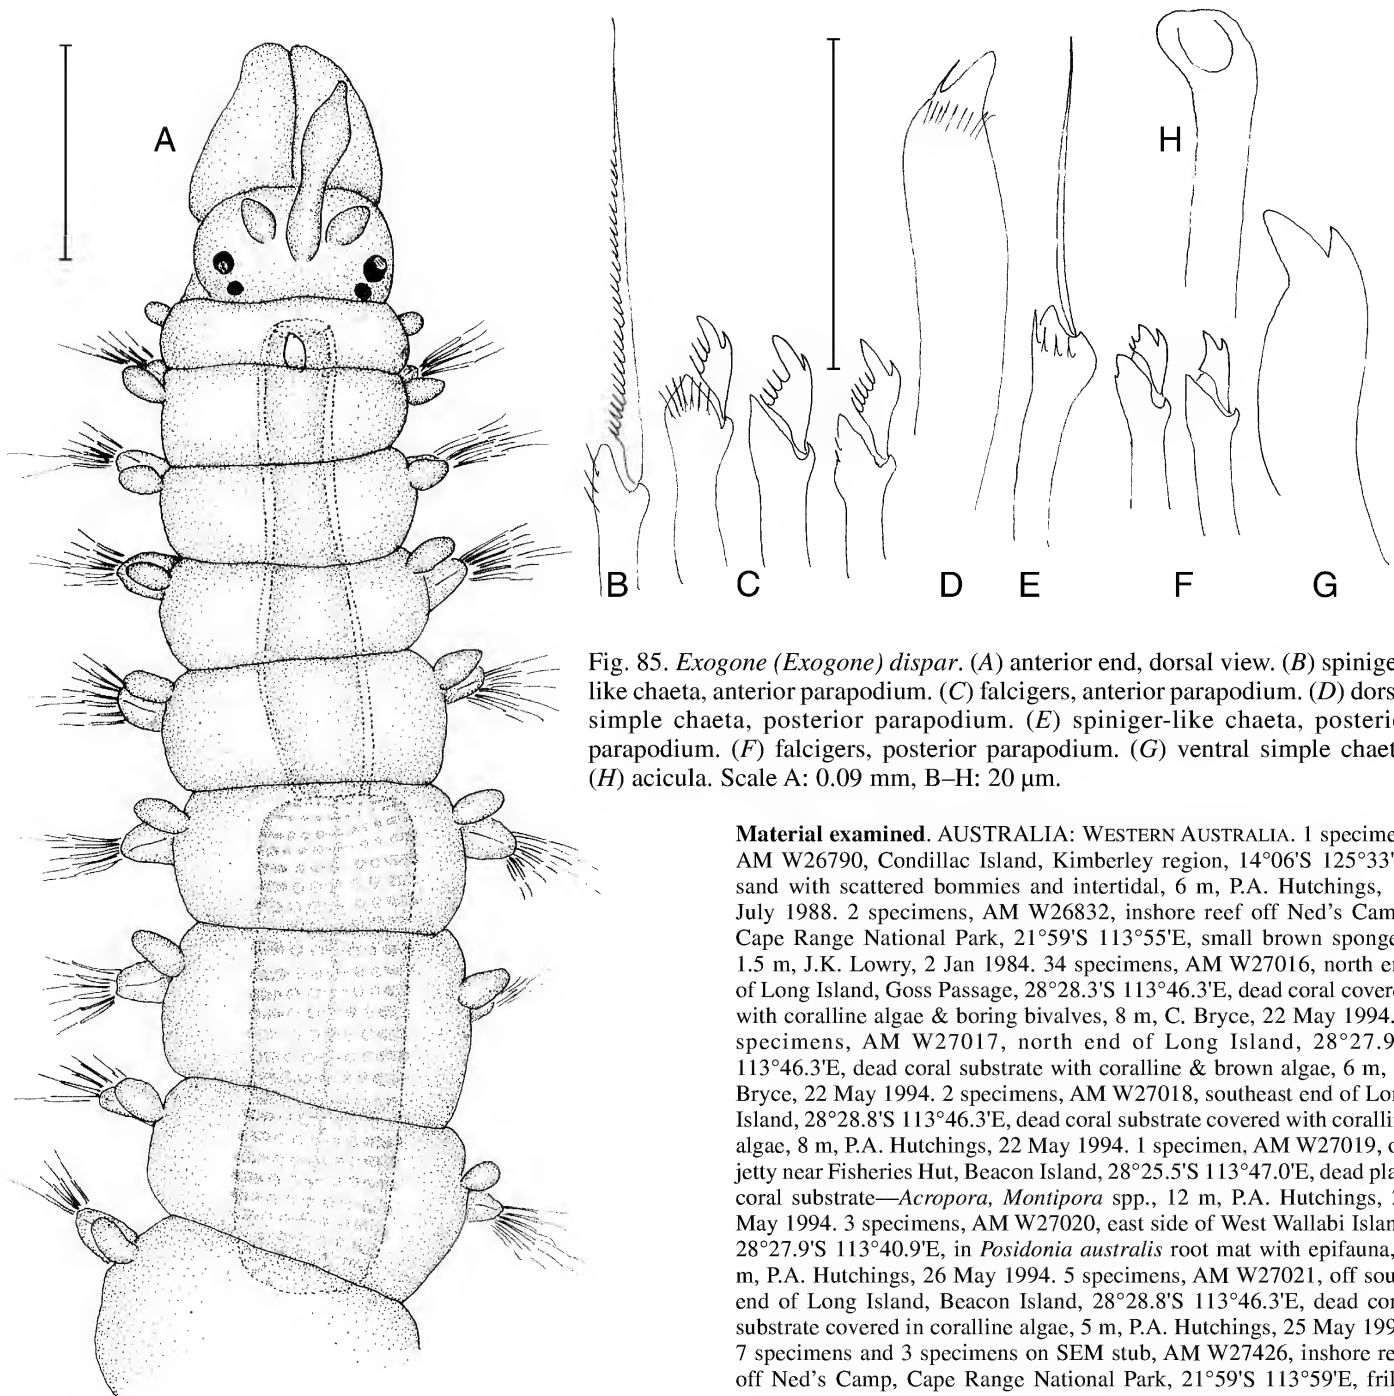 A
H
B C D E F G
Fig. 85. Exogone (Exogone) dispar. (A) anterior end, dorsal view. (B) spinige
like chaeta, anterior parapodium. (C) falcigers, anterior parapodium. (D) dors
simple chaeta, posterior parapodium. (E) spiniger-like chaeta, posteri
parapodium. (F) falcigers, posterior parapodium. (G) ventral simple chaet
(H) acicula. Scale A: 0.09 mm, B–H: 20 µm.
Material examined. AUSTRALIA: WESTERN AUSTRALIA. 1 specime
AM W26790, Condillac Island, Kimberley region, 14°06'S 125°33'
sand with scattered bommies and intertidal, 6 m, P.A. Hutchings,
July 1988. 2 specimens, AM W26832, inshore reef off Ned's Cam
Cape Range National Park, 21°59'S 113°55'E, small brown sponge
1.5 m, J.K. Lowry, 2 Jan 1984. 34 specimens, AM W27016, north e
of Long Island, Goss Passage, 28°28.3'S 113°46.3'E, dead coral cover
with coralline algae & boring bivalves, 8 m, C. Bryce, 22 May 1994.
specimens, AM W27017, north end of Long Island, 28°27.9
113°46.3'E, dead coral substrate with coralline & brown algae, 6 m,
Bryce, 22 May 1994. 2 specimens, AM W27018, southeast end of Lo
Island, 28°28.8'S 113°46.3'E, dead coral substrate covered with coralli
algae, 8 m, P.A. Hutchings, 22 May 1994. 1 specimen, AM W27019, o
jetty near Fisheries Hut, Beacon Island, 28°25.5'S 113°47.0'E, dead pla
coral substrate—Acropora, Montipora spp., 12 m, P.A. Hutchings,
May 1994. 3 specimens, AM W27020, east side of West Wallabi Islan
28°27.9'S 113°40.9'E, in Posidonia australis root mat with epifauna,
m, P.A. Hutchings, 26 May 1994. 5 specimens, AM W27021, off sou
end of Long Island, Beacon Island, 28°28.8'S 113°46.3'E, dead cor
substrate covered in coralline algae, 5 m, P.A. Hutchings, 25 May 199
7 specimens and 3 specimens on SEM stub, AM W27426, inshore re
off Ned's Camp, Cape Range National Park, 21°59'S 113°59'E, fril